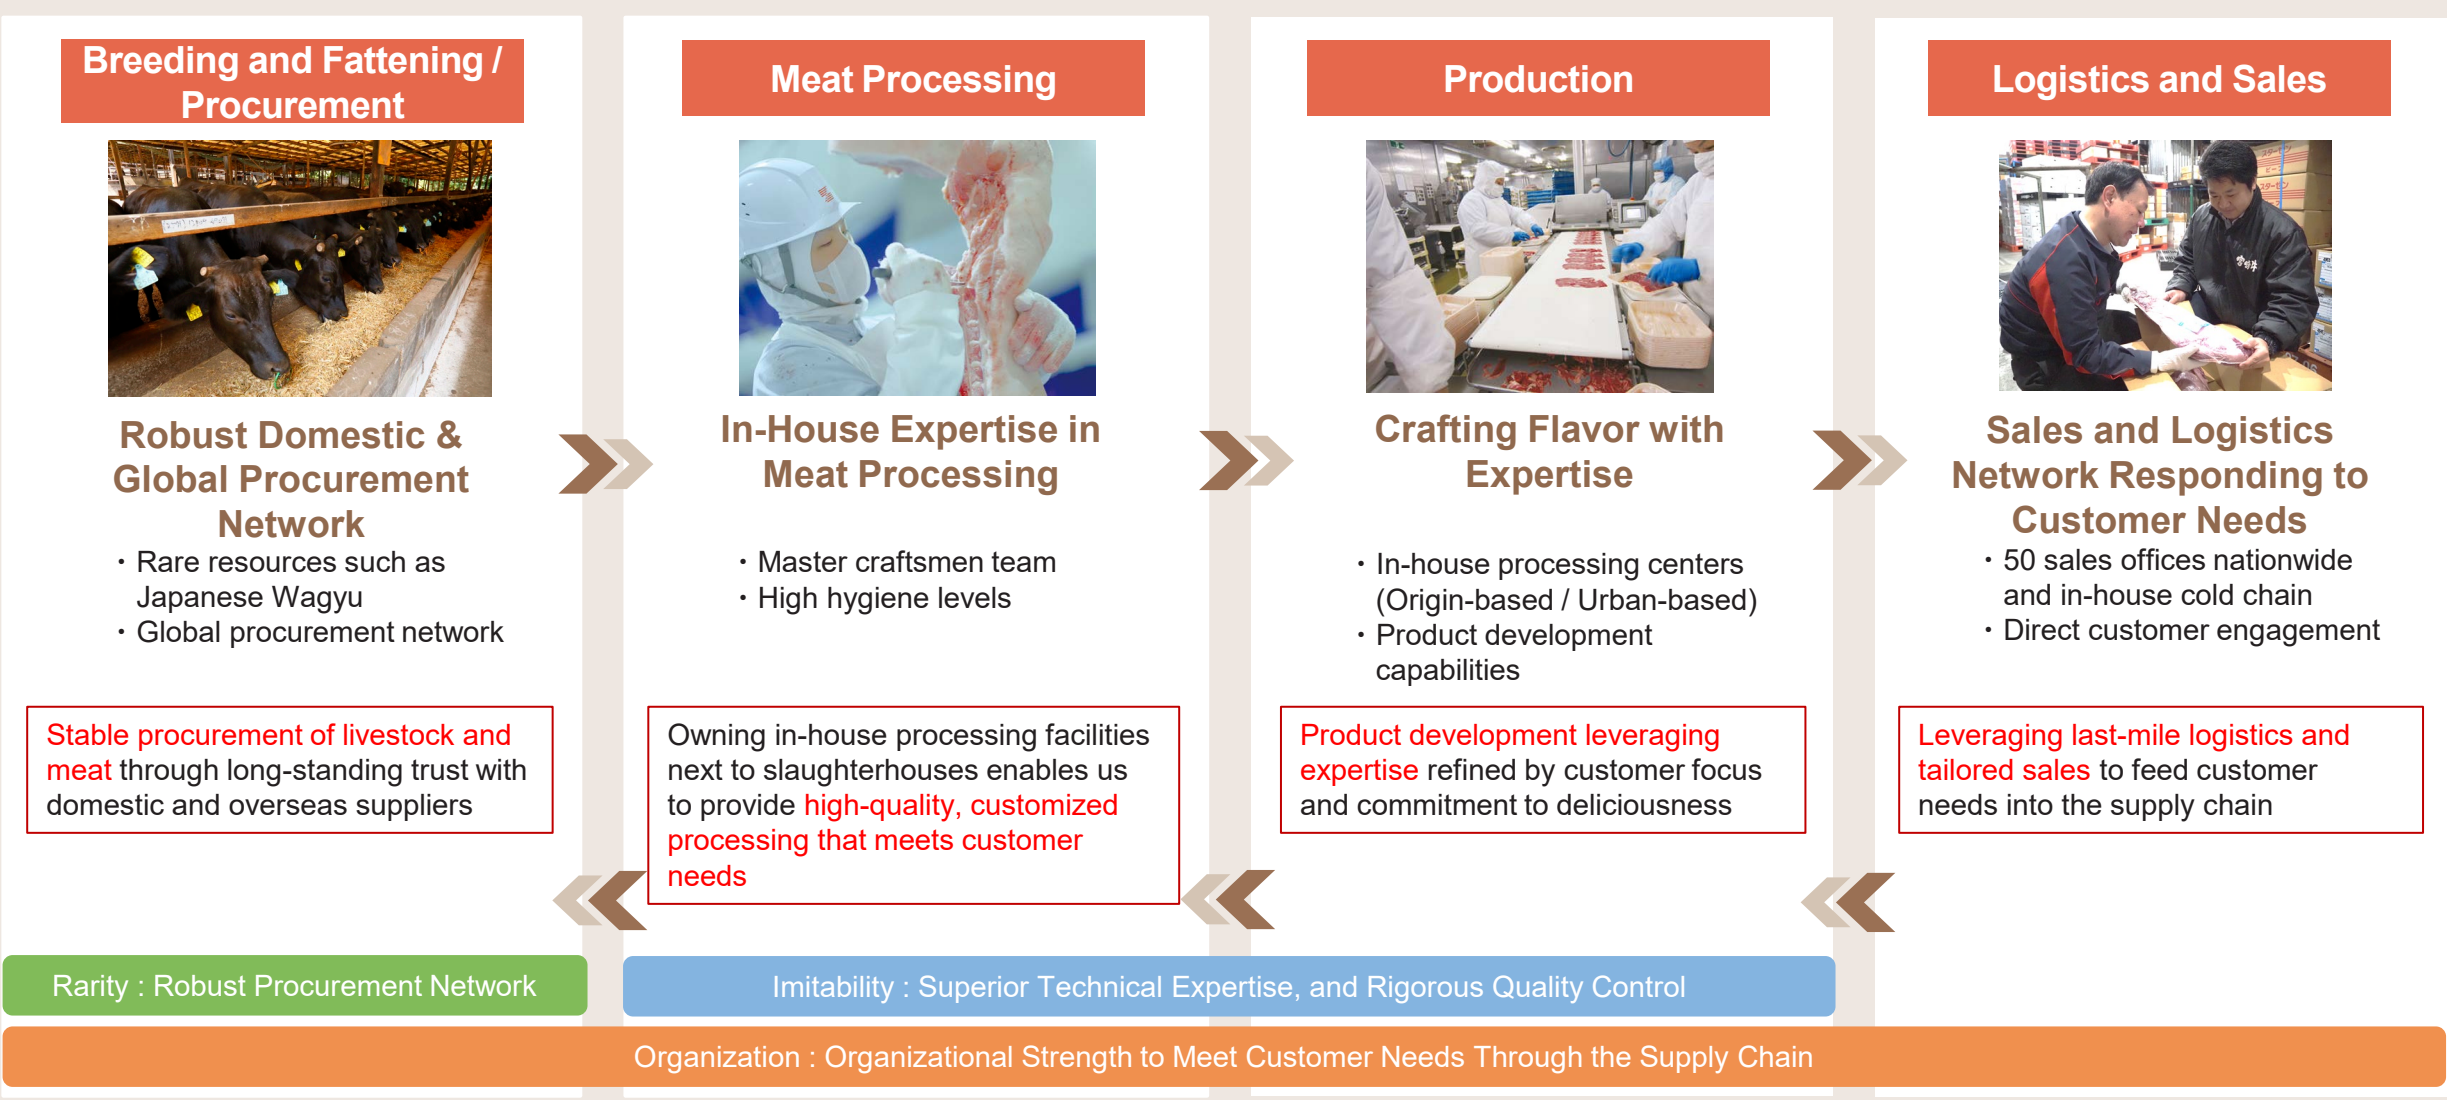 Breeding and Fattening /
Procurement
Robust Domestic &
Global Procurement
Network
・Rare resources such as
Japanese Wagyu
・Global procurement network
Stable procurement of livestock and
meat through long-standing trust with
domestic and overseas suppliers
Meat Processing
In-House Expertise in
Meat Processing
・Master craftsmen team
・High hygiene levels
Owning in-house processing facilities
next to slaughterhouses enables us
to provide high-quality, customized
processing that meets customer
needs
Production
Crafting Flavor with
Expertise
・In-house processing centers
(Origin-based / Urban-based)
・Product development
capabilities
Product development leveraging
expertise refined by customer focus
and commitment to deliciousness
Logistics and Sales
Sales and Logistics
Network Responding to
Customer Needs
・50 sales offices nationwide
and in-house cold chain
・Direct customer engagement
Leveraging last-mile logistics and
tailored sales to feed customer
needs into the supply chain
Rarity : Robust Procurement Network
Imitability : Superior Technical Expertise, and Rigorous Quality Control
Organization : Organizational Strength to Meet Customer Needs Through the Supply Chain